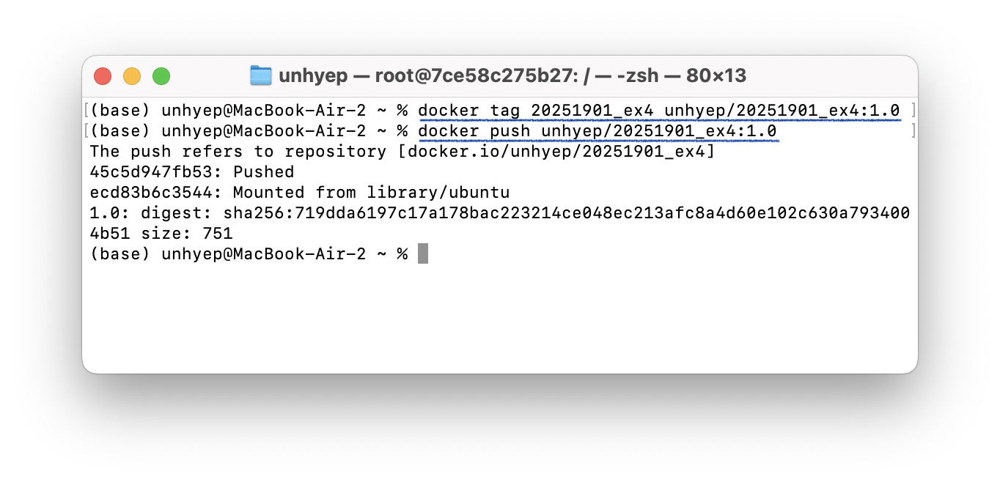 unhyep — root@7ce58c275b27: / — -zsh — 80×13
[(base) unhyep@MacBook-Air-2 ~ % docker tag 20251901_ex4 unhyep/20251901_ex4:1.0 ]
[(base) unhyep@MacBook-Air-2 ~ % docker push unhyep/20251901_ex4:1.0 ]
The push refers to repository [docker.io/unhyep/20251901_ex4]
45c5d947fb53: Pushed
ecd83b6c3544: Mounted from library/ubuntu
1.0: digest: sha256:719dda6197c17a178bac223214ce048ec213afc8a4d60e102c630a793400
4b51 size: 751
(base) unhyep@MacBook-Air-2 ~ %